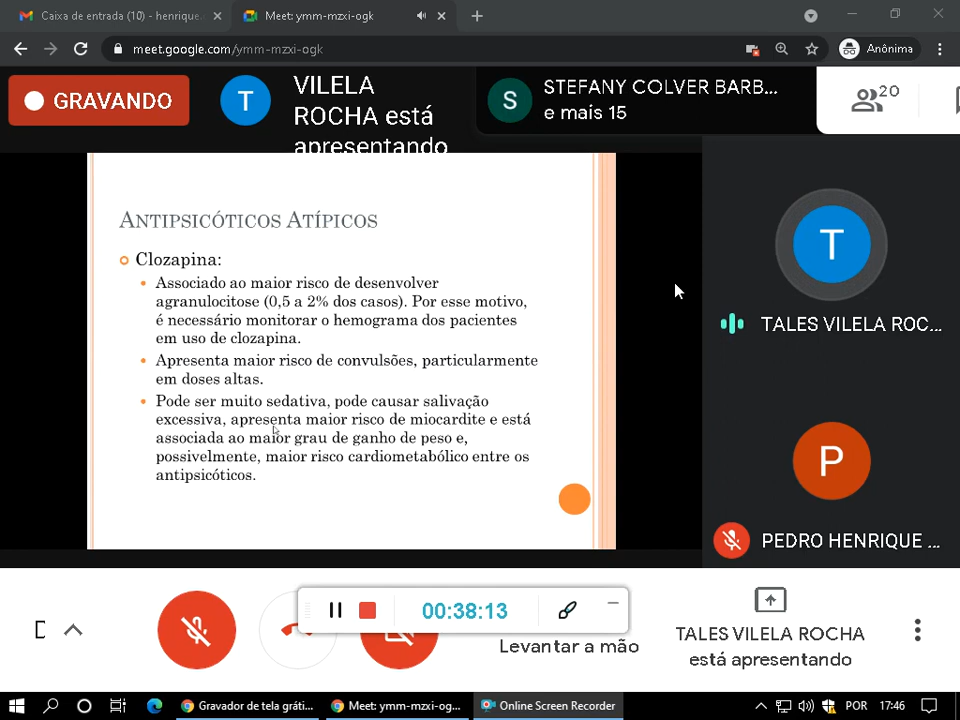 Caixa de entrada (10) - henrique.
Meet: ymm-mzxi-ogk
meet.google.com/ymm-mzxi-ogk
Anônima
GRAVANDO
T
VILELA
ROCHA está
apresentando
S
STEFANY COLVER BARB...
e mais 15
20
ANTIPSICÓTICOS ATÍPICOS
Clozapina:
Associado ao maior risco de desenvolver
agranulocitose (0,5 a 2% dos casos). Por esse motivo,
é necessário monitorar o hemograma dos pacientes
em uso de clozapina.
Apresenta maior risco de convulsões, particularmente
em doses altas.
Pode ser muito sedativa, pode causar salivação
excessiva, apresenta maior risco de miocardite e está
associada ao maior grau de ganho de peso e,
possivelmente, maior risco cardiometabólico entre os
antipsicóticos.
T
TALES VILELA ROC...
P
PEDRO HENRIQUE ...
00:38:13
Levantar a mão
TALES VILELA ROCHA
está apresentando
Gravador de tela gráti...
Meet: ymm-mzxi-og...
Online Screen Recorder
POR
17:46